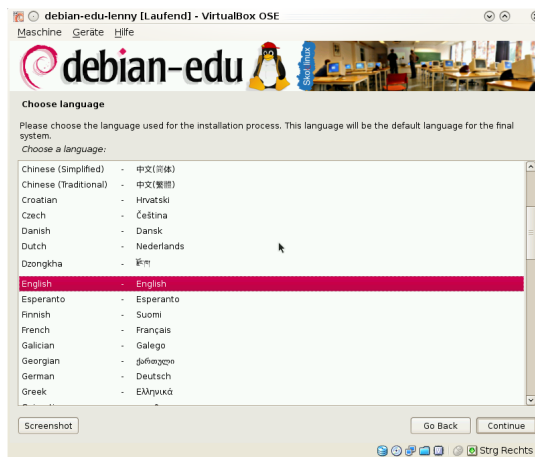 debian-edu-lenny [Laufend] - VirtualBox OSE
Maschine Geräte Hilfe
debian-edu
Skolelinux
Choose language
Please choose the language used for the installation process. This language will be the default language for the final
system.
Choose a language:
Chinese (Simplified) - 中文(简体)
Chinese (Traditional) - 中文(繁體)
Croatian - Hrvatski
Czech - Čeština
Danish - Dansk
Dutch - Nederlands
Dzongkha - རྫོང་ཁ།
English - English
Esperanto - Esperanto
Finnish - Suomi
French - Français
Galician - Galego
Georgian - ქართული
German - Deutsch
Greek - Ελληνικά
Screenshot Go Back Continue
Strg Rechts